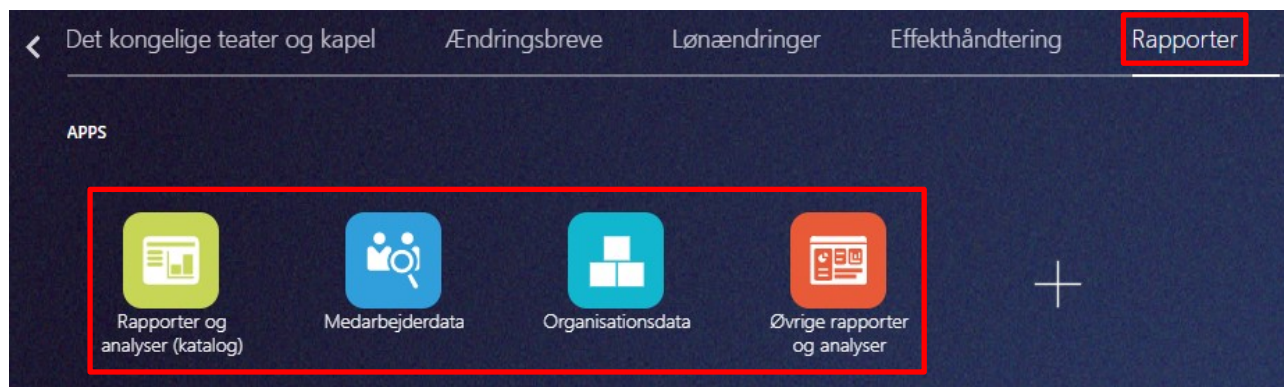 Det kongelige teater og kapel Ændringsbreve Lønændringer Effekthåndtering Rapporter
APPS
Rapporter og analyser (katalog)
Medarbejderdata
Organisationsdata
Øvrige rapporter og analyser